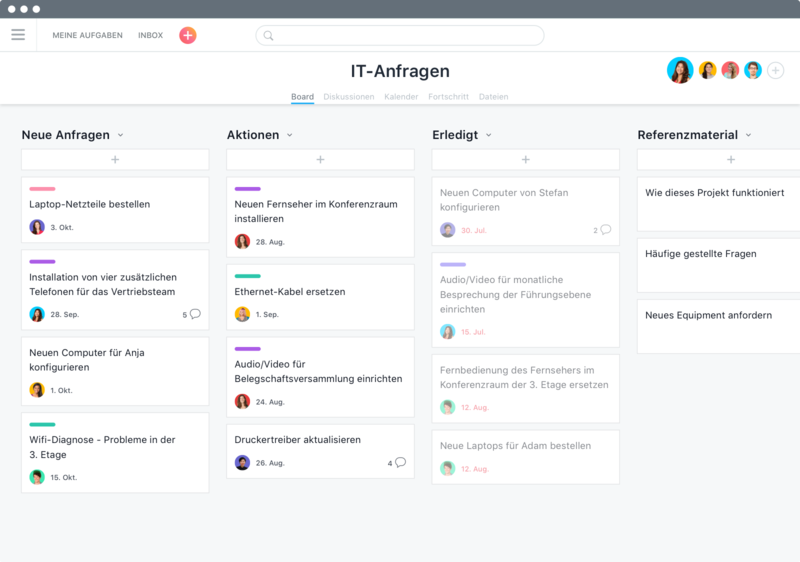 MEINE AUFGABEN
INBOX
IT-Anfragen
Board
Diskussionen
Kalender
Fortschritt
Dateien
Neue Anfragen
Laptop-Netzteile bestellen
3. Okt.
Installation von vier zusätzlichen
Telefonen für das Vertriebsteam
28. Sep.
5
Neuen Computer für Anja
konfigurieren
1. Okt.
Wifi-Diagnose - Probleme in der
3. Etage
15. Okt.
Aktionen
Neuen Fernseher im Konferenzraum
installieren
28. Aug.
Ethernet-Kabel ersetzen
1. Sep.
Audio/Video für
Belegschaftsversammlung einrichten
24. Aug.
Druckertreiber aktualisieren
26. Aug.
4
Erledigt
Neuen Computer von Stefan
konfigurieren
30. Jul.
2
Audio/Video für monatliche
Besprechung der Führungsebene
einrichten
15. Jul.
Fernbedienung des Fernsehers im
Konferenzraum der 3. Etage ersetzen
12. Aug.
Neue Laptops für Adam bestellen
12. Aug.
Referenzmaterial
Wie dieses Projekt funktioniert
Häufige gestellte Fragen
Neues Equipment anfordern